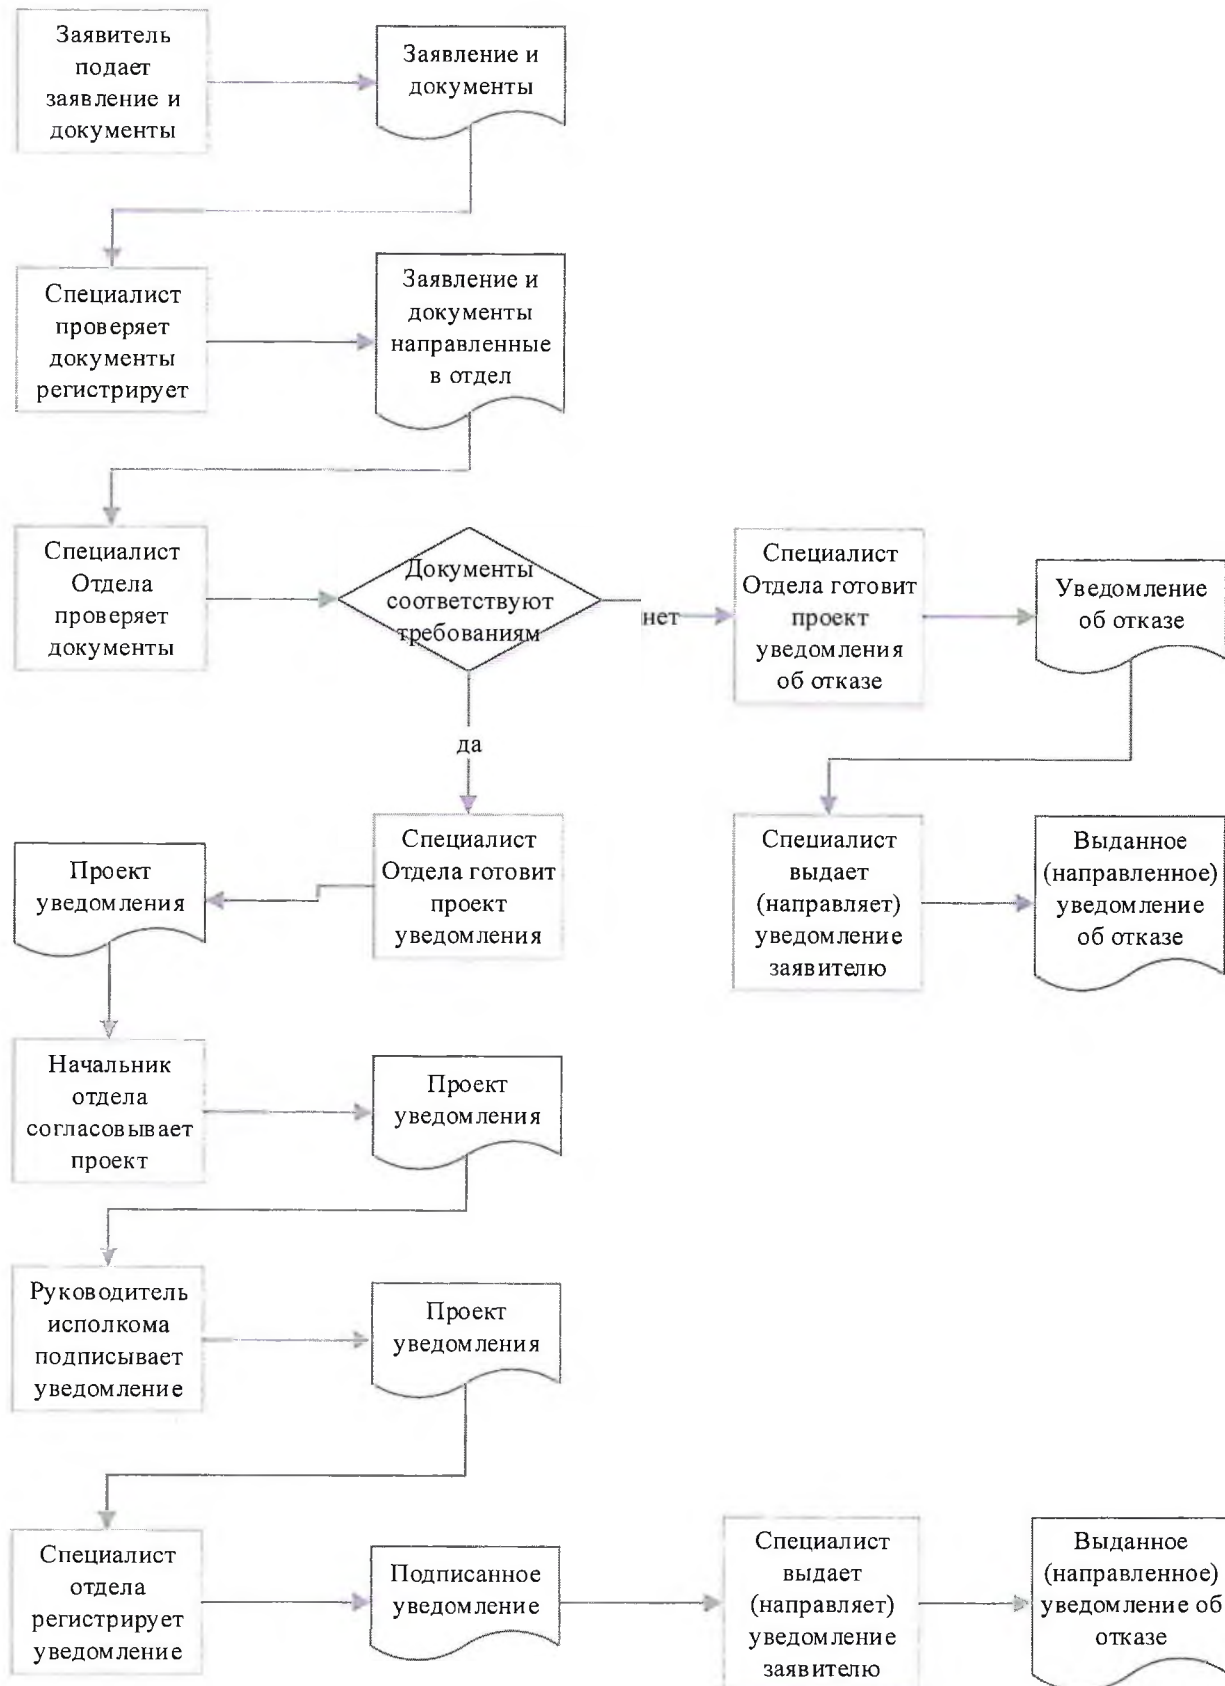 Заявитель
подает
заявление и
документы
Заявление и
документы
Специалист
проверяет
документы
регистрирует
Заявление и
документы
направленные
в отдел
Специалист
Отдела
проверяет
документы
Документы
соответствуют
требованиям
нет
Специалист
Отдела готовит
проект
уведомления
об отказе
Уведомление
об отказе
да
Специалист
Отдела готовит
проект
уведомления
Проект
уведомления
Специалист
выдает
(направляет)
уведомление
заявителю
Выданное
(направленное)
уведомление
об отказе
Начальник
отдела
согласовывает
проект
Проект
уведомления
Руководитель
исполкома
подписывает
уведомление
Проект
уведомления
Специалист
отдела
регистрирует
уведомление
Подписанное
уведомление
Специалист
выдает
(направляет)
уведомление
заявителю
Выданное
(направленное)
уведомление об
отказе